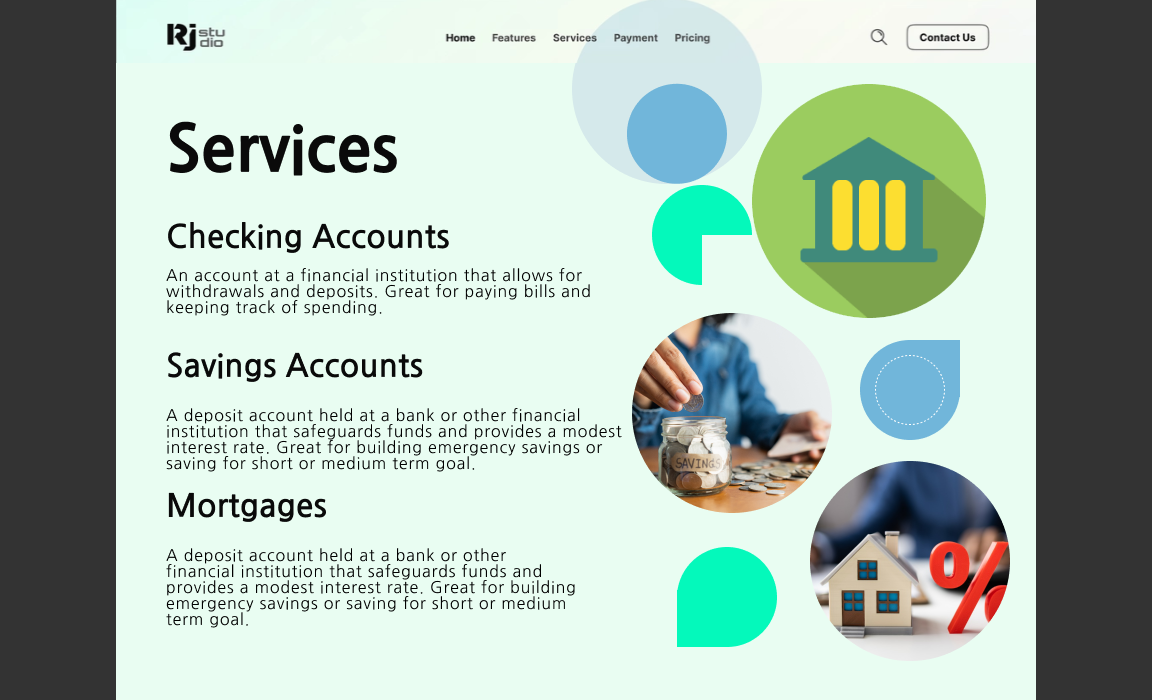 Rj stu
dio
Home Features Services Payment Pricing
Contact Us
Services
Checking Accounts
An account at a financial institution that allows for
withdrawals and deposits. Great for paying bills and
keeping track of spending.
Savings Accounts
A deposit account held at a bank or other financial
institution that safeguards funds and provides a modest
interest rate. Great for building emergency savings or
saving for short or medium term goal.
SAVINGS
Mortgages
A deposit account held at a bank or other
financial institution that safeguards funds and
provides a modest interest rate. Great for building
emergency savings or saving for short or medium
term goal.
%